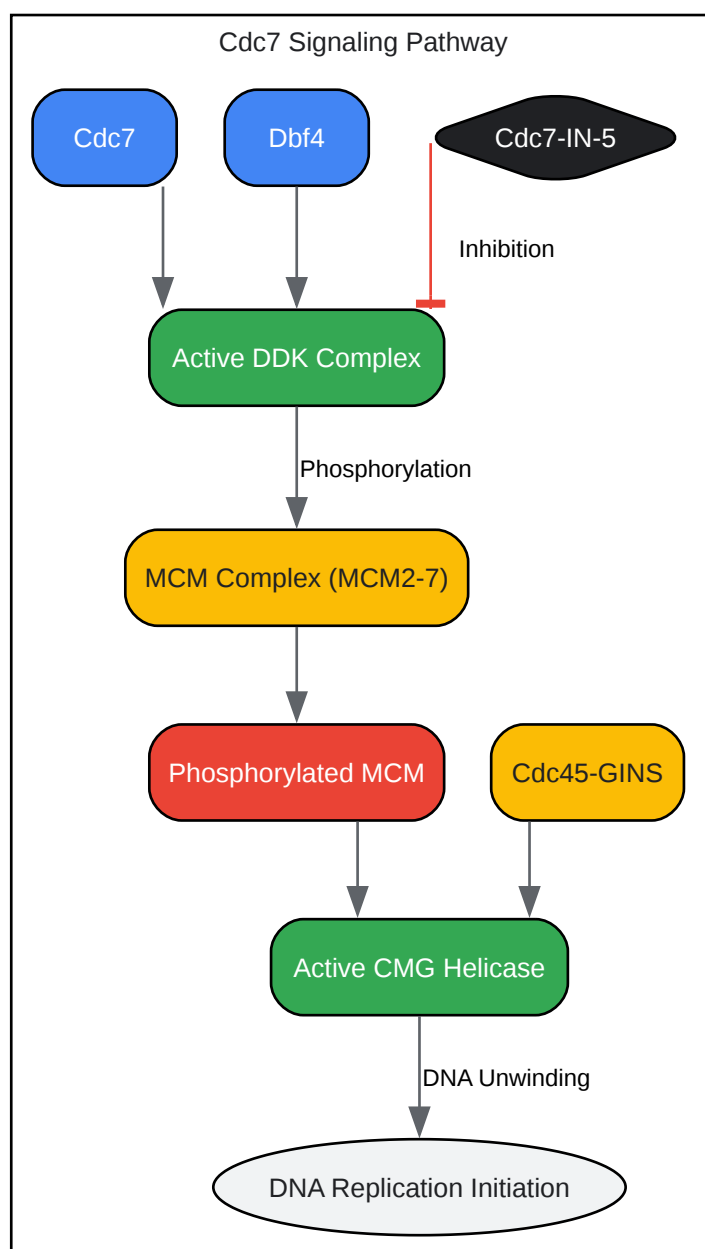 Cdc7 Signaling Pathway
Cdc7
Dbf4
Cdc7-IN-5
Inhibition
Active DDK Complex
Phosphorylation
MCM Complex (MCM2-7)
Phosphorylated MCM
Cdc45-GINS
Active CMG Helicase
DNA Unwinding
DNA Replication Initiation